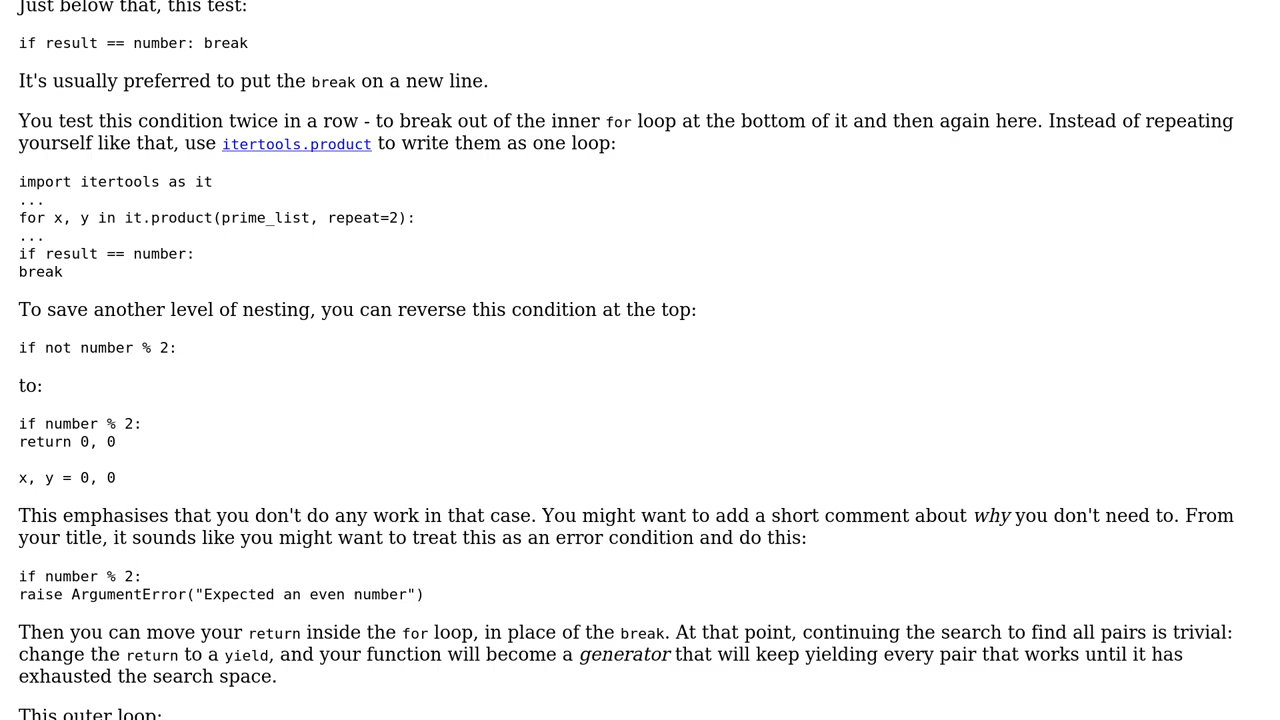 Just below that, this test:
if result == number: break
It's usually preferred to put the break on a new line.
You test this condition twice in a row - to break out of the inner for loop at the bottom of it and then again here. Instead of repeating
yourself like that, use itertools.product to write them as one loop:
import itertools as it
...
for x, y in it.product(prime_list, repeat=2):
...
if result == number:
break
To save another level of nesting, you can reverse this condition at the top:
if not number % 2:
to:
if number % 2:
return 0, 0
x, y = 0, 0
This emphasises that you don't do any work in that case. You might want to add a short comment about why you don't need to. From
your title, it sounds like you might want to treat this as an error condition and do this:
if number % 2:
raise ArgumentError("Expected an even number")
Then you can move your return inside the for loop, in place of the break. At that point, continuing the search to find all pairs is trivial:
change the return to a yield, and your function will become a generator that will keep yielding every pair that works until it has
exhausted the search space.
This outer loop: